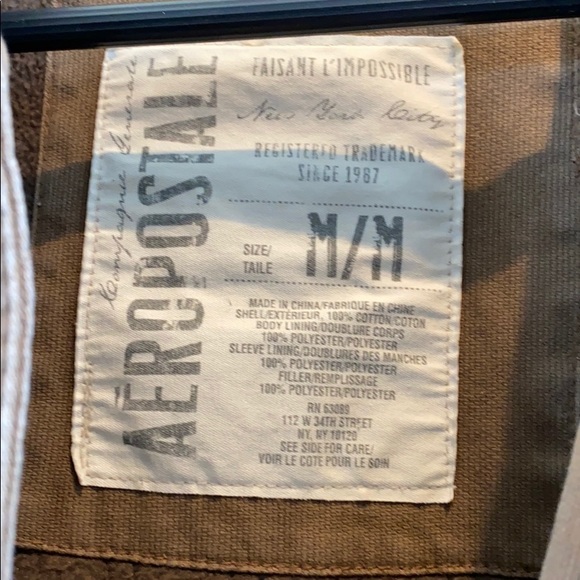 Compagnie Generale
AÉROPOSTALE
FAISANT L'IMPOSSIBLE
New York City
REGISTERED TRADEMARK
SINCE 1987
SIZE/
TAILE
M/M
MADE IN CHINA/FABRIQUE EN CHINE
SHELL/EXTÉRIEUR, 100% COTTON/COTON
BODY LINING/DOUBLURE CORPS
100% POLYESTER/POLYESTER
SLEEVE LINING/DOUBLURES DES MANCHES
100% POLYESTER/POLYESTER
FILLER/REMPLISSAGE
100% POLYESTER/POLYESTER
RN 63089
112 W 34TH STREET
NY, NY 10120
SEE SIDE FOR CARE/
VOIR LE COTE POUR LE SOIN